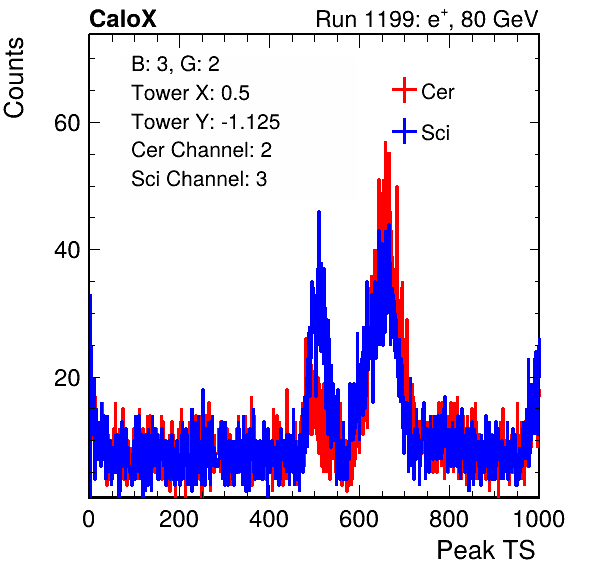 CaloX Run 1199: e⁺, 80 GeV
Counts
B: 3, G: 2
Tower X: 0.5
Tower Y: -1.125
Cer Channel: 2
Sci Channel: 3
Cer
Sci
60
40
20
0 200 400 600 800 1000
Peak TS